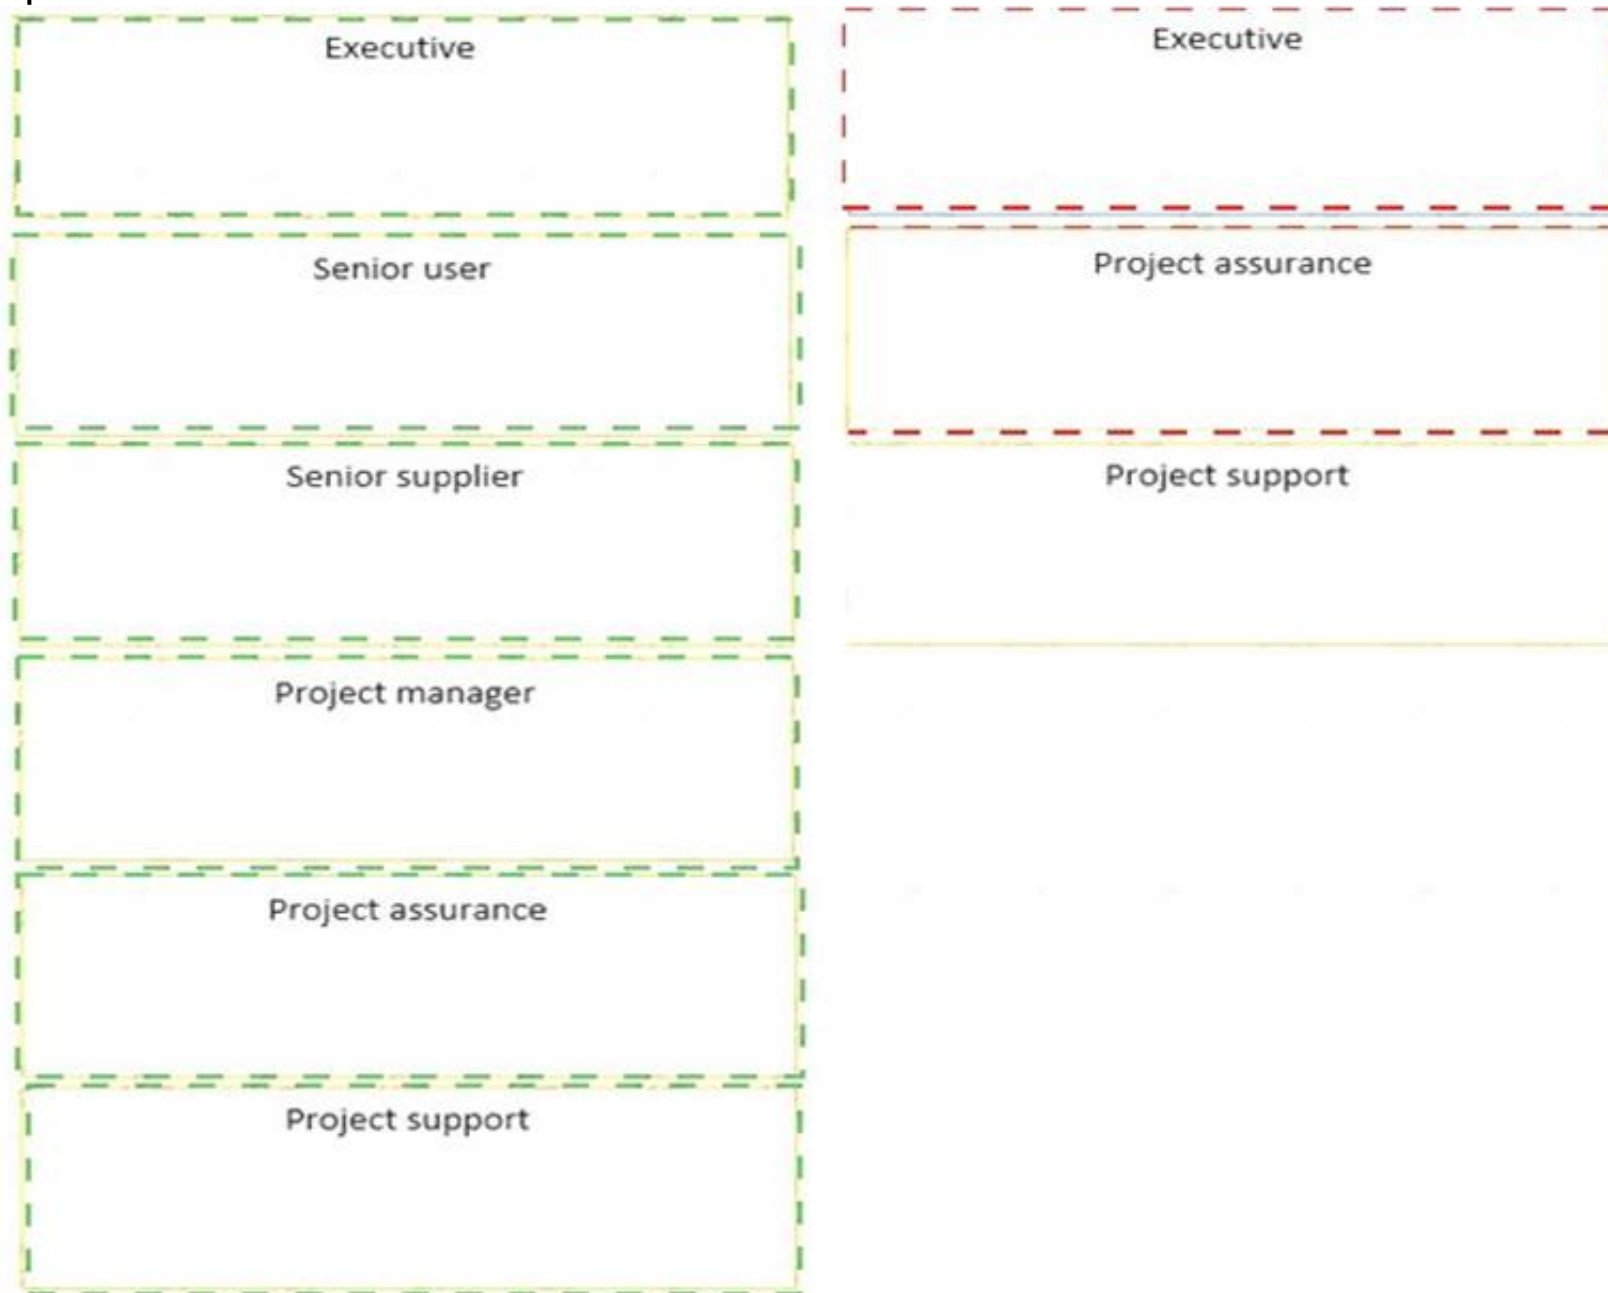 Executive
Senior user
Senior supplier
Project manager
Project assurance
Project support
Executive
Project assurance
Project support